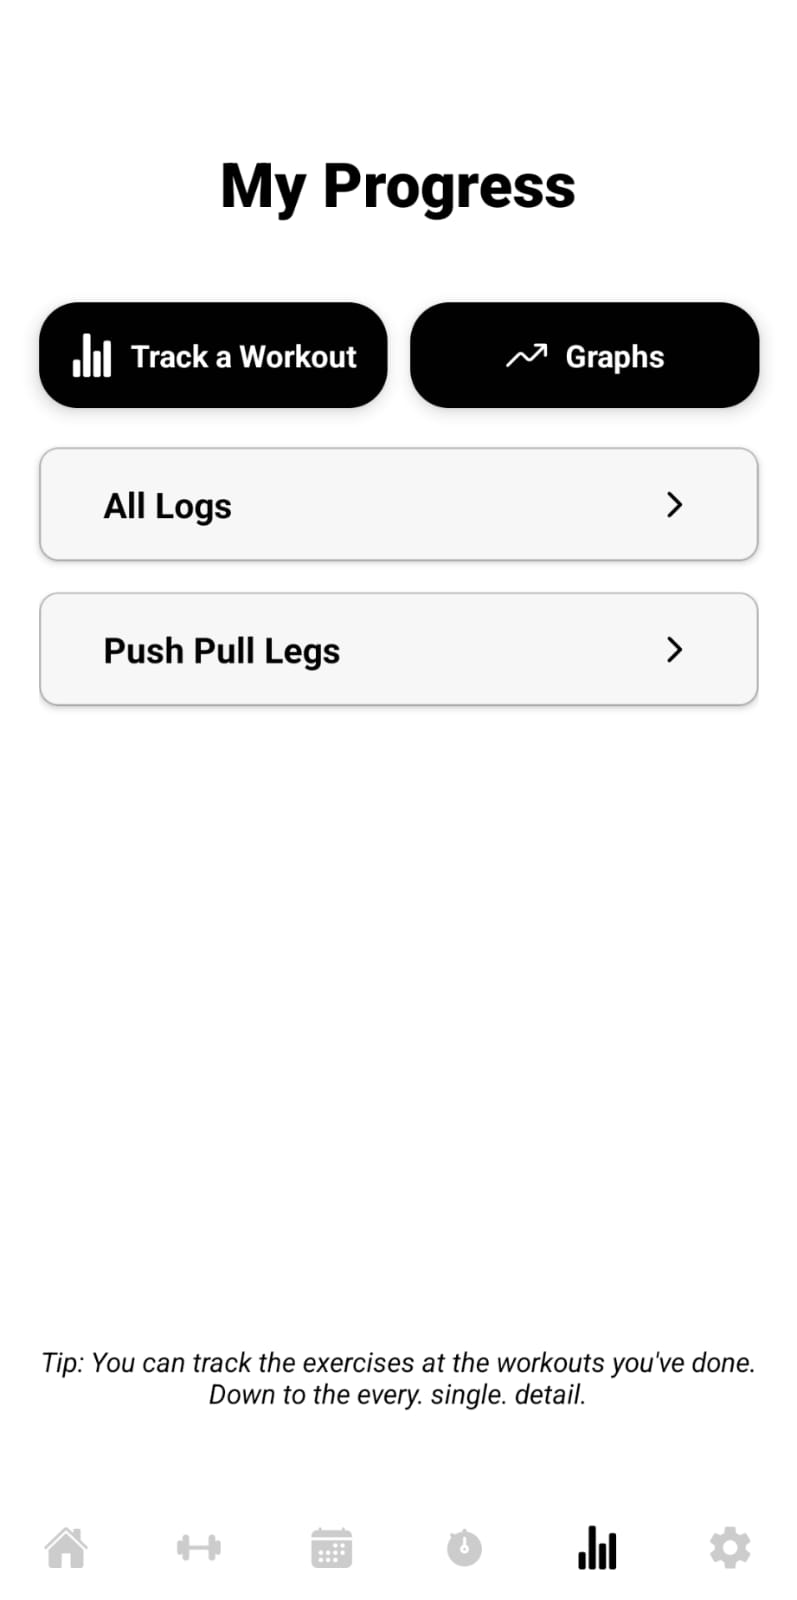 My Progress
Track a Workout
Graphs
All Logs
Push Pull Legs
Tip: You can track the exercises at the workouts you've done.
Down to the every. single. detail.